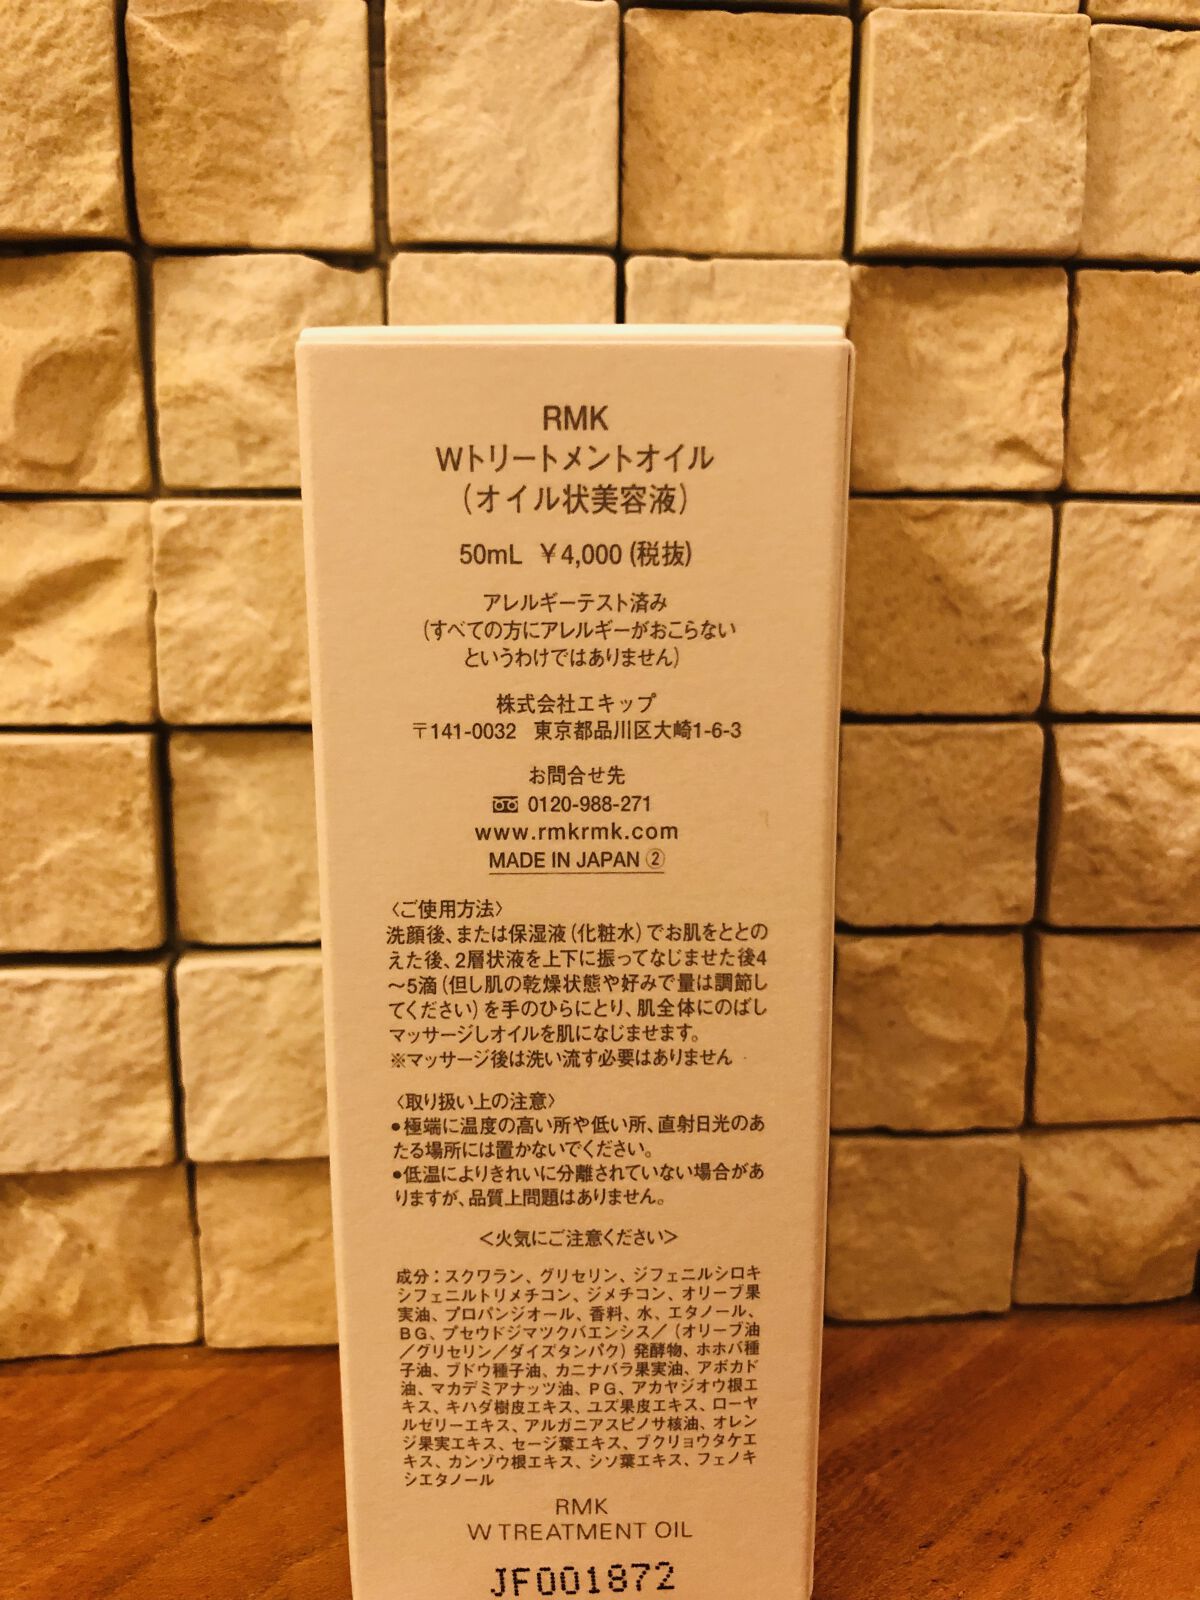 RMK
Wトリートメントオイル
(オイル状美容液)
50mL ￥4,000 (税抜)
アレルギーテスト済み
(すべての方にアレルギーがおこらない
というわけではありません)
株式会社エキップ
〒141-0032 東京都品川区大崎1-6-3
お問合せ先
0120-988-271
www.rmkrmk.com
MADE IN JAPAN ②
〈ご使用方法〉
洗顔後、または保湿液(化粧水)でお肌をととの
えた後、2層状液を上下に振ってなじませた後4
～5滴(但し肌の乾燥状態や好みで量は調節し
てください)を手のひらにとり、肌全体にのばし
マッサージしオイルを肌になじませます。
※マッサージ後は洗い流す必要はありません
〈取り扱い上の注意〉
●極端に温度の高い所や低い所、直射日光のあ
たる場所には置かないでください。
●低温によりきれいに分離されていない場合があ
りますが、品質上問題はありません。
＜火気にご注意ください＞
成分：スクワラン、グリセリン、ジフェニルシロキ
シフェニルトリメチコン、ジメチコン、オリーブ果
実油、プロパンジオール、香料、水、エタノール、
BG、プセウドジマツクバエンシス／(オリーブ油
／グリセリン／ダイズタンパク)発酵物、ホホバ種
子油、ブドウ種子油、カニナバラ果実油、アボカド
油、マカデミアナッツ油、PG、アカヤジオウ根エ
キス、キハダ樹皮エキス、ユズ果皮エキス、ローヤ
ルゼリーエキス、アルガニアスピノサ核油、オレン
ジ果実エキス、セージ葉エキス、ブクリョウタケエ
キス、カンゾウ根エキス、シソ葉エキス、フェノキ
シエタノール
RMK
W TREATMENT OIL
JF001872